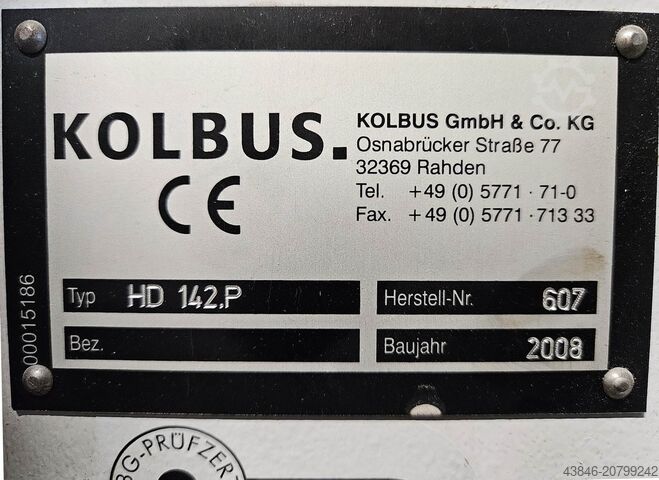 KOLBUS.
CE
KOLBUS GmbH & Co. KG
Osnabrücker Straße 77
32369 Rahden
Tel. +49 (0) 5771 · 71-0
Fax. +49 (0) 5771 · 713 33
Typ HD 142.P
Herstell-Nr. 607
Bez.
Baujahr 2008
00015186
BG-PRÜFZER
43846-20799242